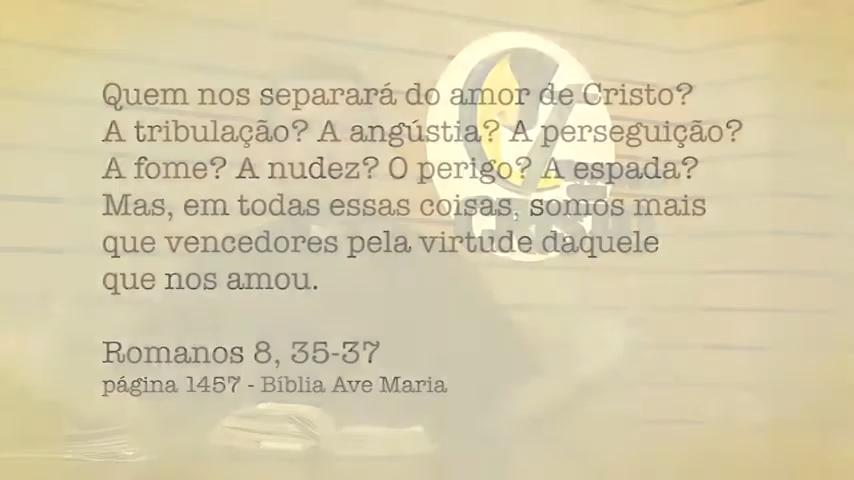 Quem nos separará do amor de Cristo?
A tribulação? A angústia? A perseguição?
A fome? A nudez? O perigo? A espada?
Mas, em todas essas coisas, somos mais
que vencedores pela virtude daquele
que nos amou.
Romanos 8, 35-37
página 1457 - Bíblia Ave Maria